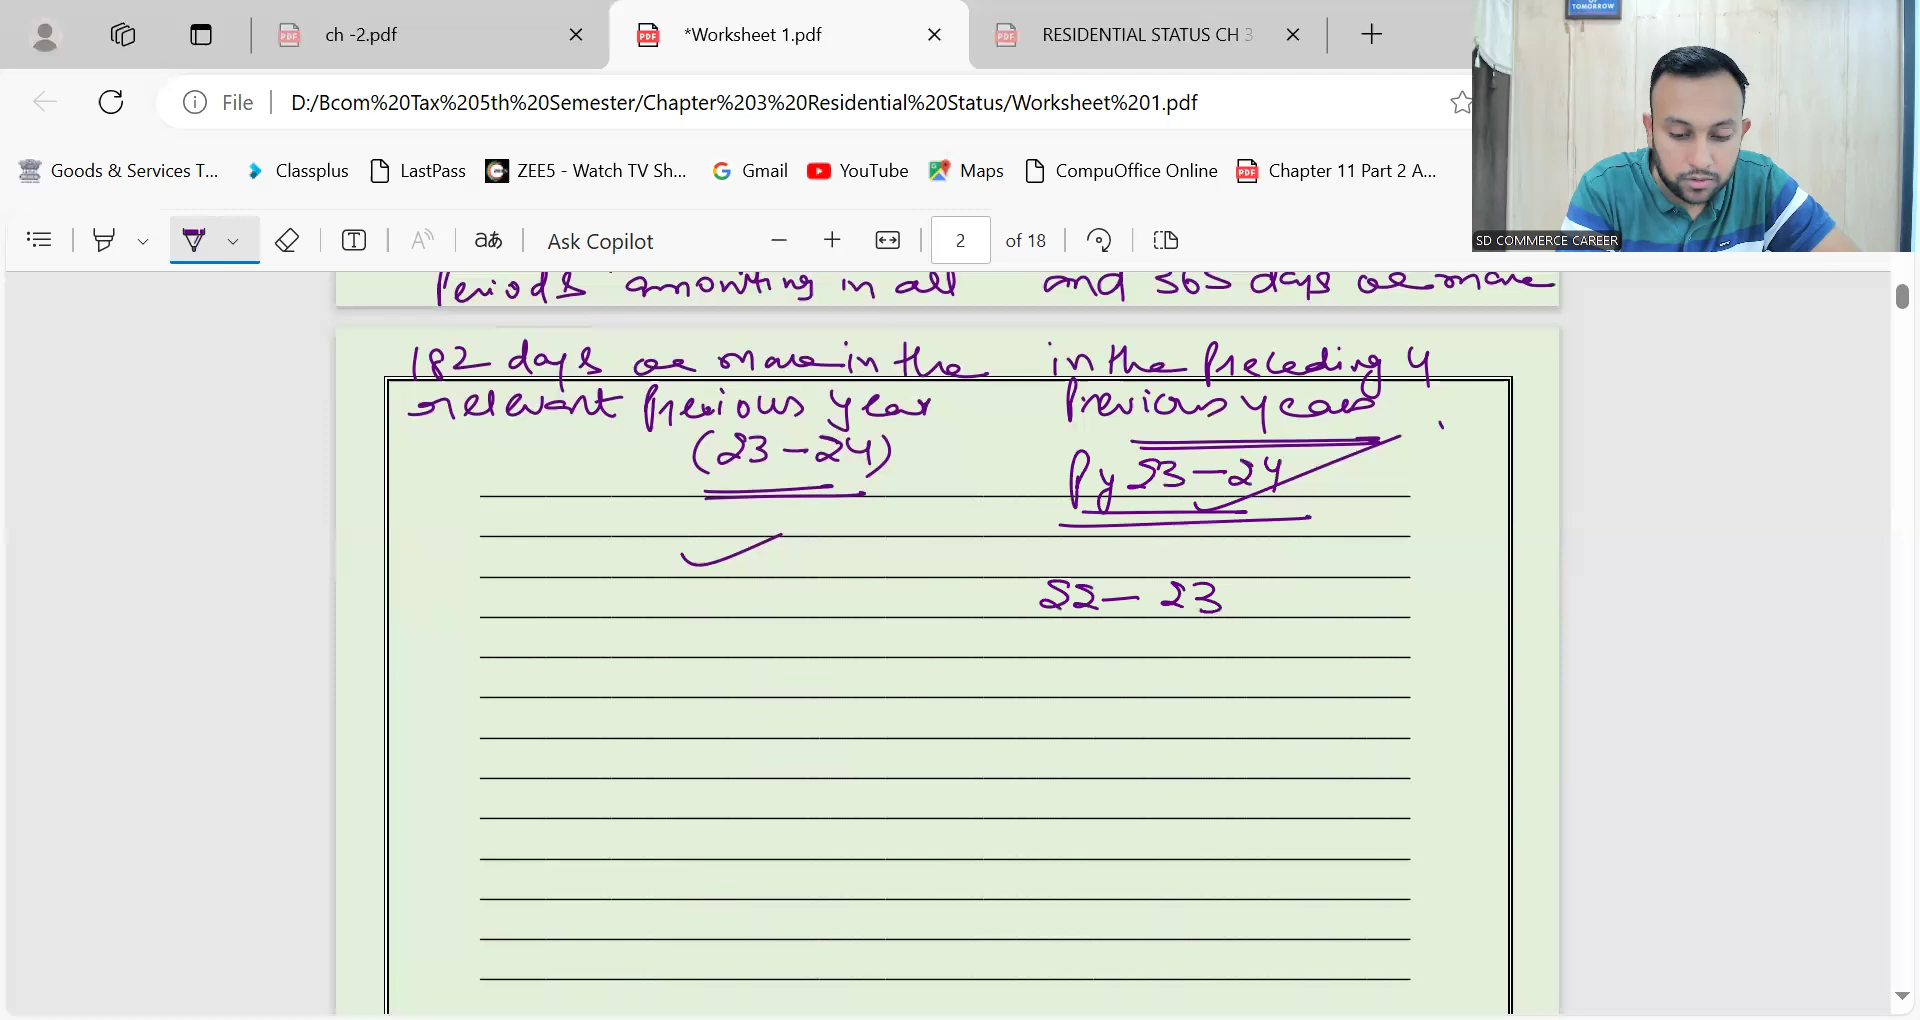 ch -2.pdf
*Worksheet 1.pdf
RESIDENTIAL STATUS CH 3
TOMORROW
File
D:/Bcom%20Tax%205th%20Semester/Chapter%203%20Residential%20Status/Worksheet%201.pdf
Goods & Services T...
Classplus
LastPass
ZEE5 - Watch TV Sh...
Gmail
YouTube
Maps
CompuOffice Online
Chapter 11 Part 2 A...
Ask Copilot
2 of 18
SD COMMERCE CAREER
Periods amounting in all
and 365 days or more
182 days or more in the
relevant Previous year
(23-24)
in the Preceding 4
Previous years
Py 23-24
22-23